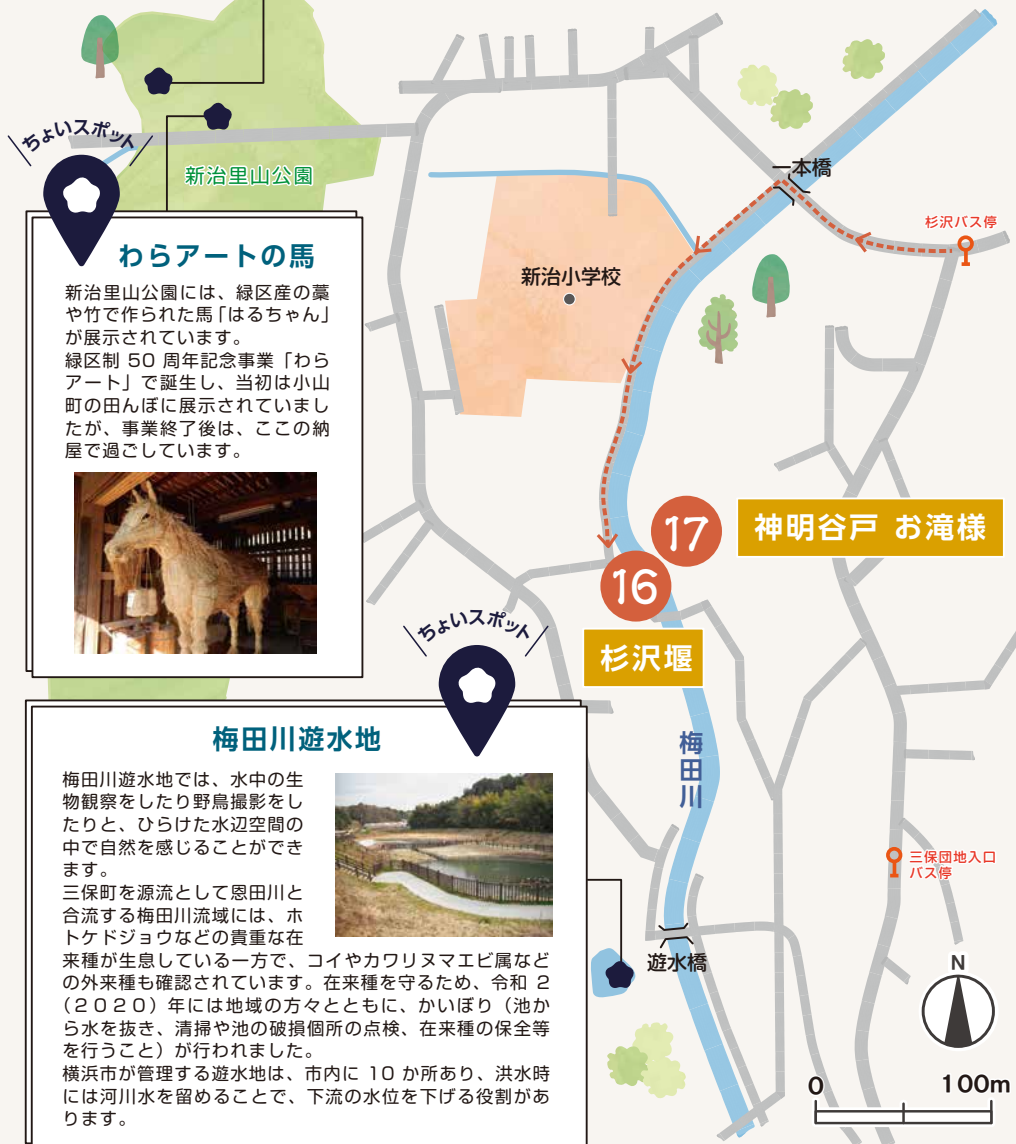 ちょいスポット
新治里山公園
わらアートの馬
新治里山公園には、緑区産の藁
や竹で作られた馬「はるちゃん」
が展示されています。
緑区制 50 周年記念事業「わら
アート」で誕生し、当初は小山
町の田んぼに展示されていまし
たが、事業終了後は、ここの納
屋で過ごしています。
一本橋
杉沢バス停
新治小学校
17
神明谷戸 お滝様
16
杉沢堰
ちょいスポット
梅田川遊水地
梅田川遊水地では、水中の生
物観察をしたり野鳥撮影をし
たりと、ひらけた水辺空間の
中で自然を感じることができ
ます。
三保町を源流として恩田川と
合流する梅田川流域には、ホ
トケドジョウなどの貴重な在
来種が生息している一方で、コイやカワリヌマエビ属など
の外来種も確認されています。在来種を守るため、令和 2
(2020)年には地域の方々とともに、かいぼり(池か
ら水を抜き、清掃や池の破損個所の点検、在来種の保全等
を行うこと)が行われました。
横浜市が管理する遊水地は、市内に 10 か所あり、洪水時
には河川水を留めることで、下流の水位を下げる役割があ
ります。
梅田川
三保団地入口
バス停
遊水橋
N
0 100m